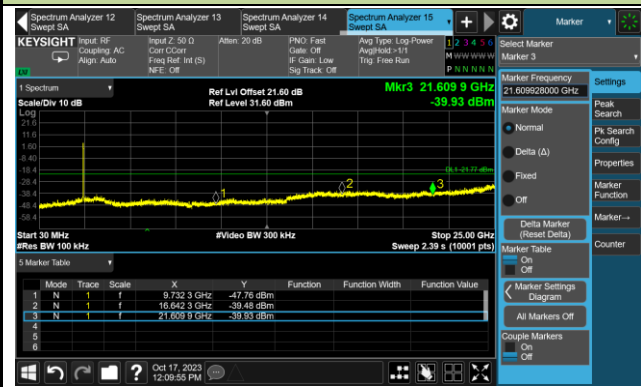 Spectrum Analyzer 12 Swept SA
Spectrum Analyzer 13 Swept SA
Spectrum Analyzer 14 Swept SA
Spectrum Analyzer 15 Swept SA
Marker
KEYSIGHT
Input: RF
Coupling: AC
Align: Auto
Input Z: 50 Ω
Corr CCorr
Freq Ref: Int (S)
NFE: Off
Atten: 20 dB
PNO: Fast
Gate: Off
IF Gain: Low
Sig Track: Off
Avg Type: Log-Power
Avg|Hold:>1/1
Trig: Free Run
1 2 3 4 5 6
M W W W W W
P N N N N N
LXI
Select Marker
Marker 3
1 Spectrum
Scale/Div 10 dB
Ref Lvl Offset 21.60 dB
Ref Level 31.60 dBm
Mkr3 21.609 9 GHz
-39.93 dBm
Log
21.6
11.6
1.60
-8.40
-18.4
-28.4
-38.4
-48.4
-58.4
DL1 -21.77 dBm
1
2
3
Start 30 MHz
#Video BW 300 kHz
Stop 25.00 GHz
#Res BW 100 kHz
Sweep 2.39 s (10001 pts)
5 Marker Table
Mode Trace Scale X Y Function Function Width Function Value
1 N 1 f 9.732 3 GHz -47.76 dBm
2 N 1 f 16.642 3 GHz -39.48 dBm
3 N 1 f 21.609 9 GHz -39.93 dBm
4
5
6
Marker Frequency
21.609928000 GHz
Marker Mode
Normal
Delta (Δ)
Fixed
Off
Delta Marker
(Reset Delta)
Marker Table
On
Off
Marker Settings
Diagram
All Markers Off
Couple Markers
On
Off
Settings
Peak
Search
Pk Search
Config
Properties
Marker
Function
Marker→
Counter
Oct 17, 2023
12:09:55 PM